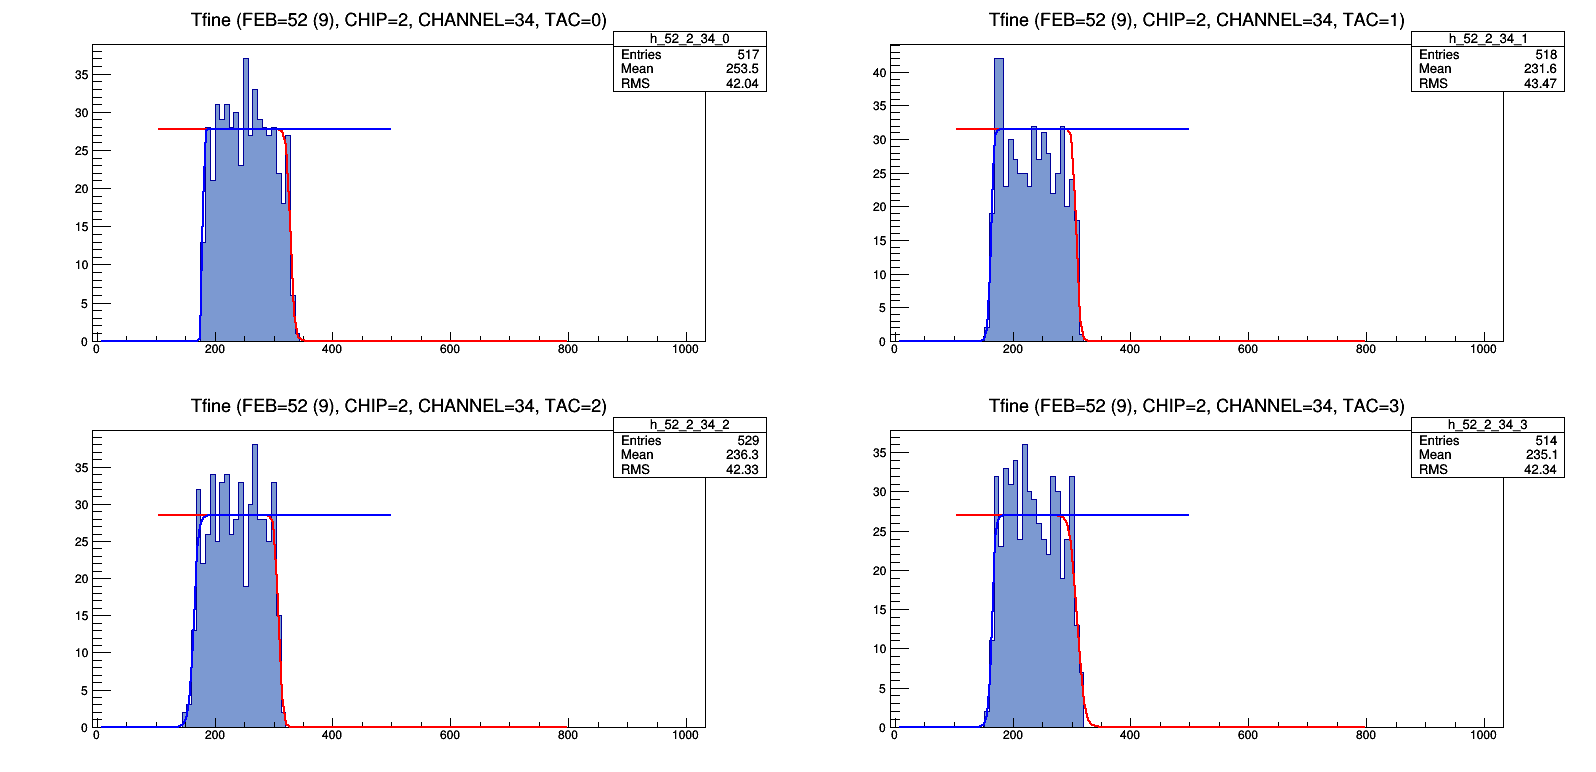 Tfine (FEB=52 (9), CHIP=2, CHANNEL=34, TAC=0)
h_52_2_34_0
Entries 517
Mean 253.5
RMS 42.04
35
30
25
20
15
10
5
0
0 200 400 600 800 1000
Tfine (FEB=52 (9), CHIP=2, CHANNEL=34, TAC=1)
h_52_2_34_1
Entries 518
Mean 231.6
RMS 43.47
40
35
30
25
20
15
10
5
0
0 200 400 600 800 1000
Tfine (FEB=52 (9), CHIP=2, CHANNEL=34, TAC=2)
h_52_2_34_2
Entries 529
Mean 236.3
RMS 42.33
35
30
25
20
15
10
5
0
0 200 400 600 800 1000
Tfine (FEB=52 (9), CHIP=2, CHANNEL=34, TAC=3)
h_52_2_34_3
Entries 514
Mean 235.1
RMS 42.34
35
30
25
20
15
10
5
0
0 200 400 600 800 1000